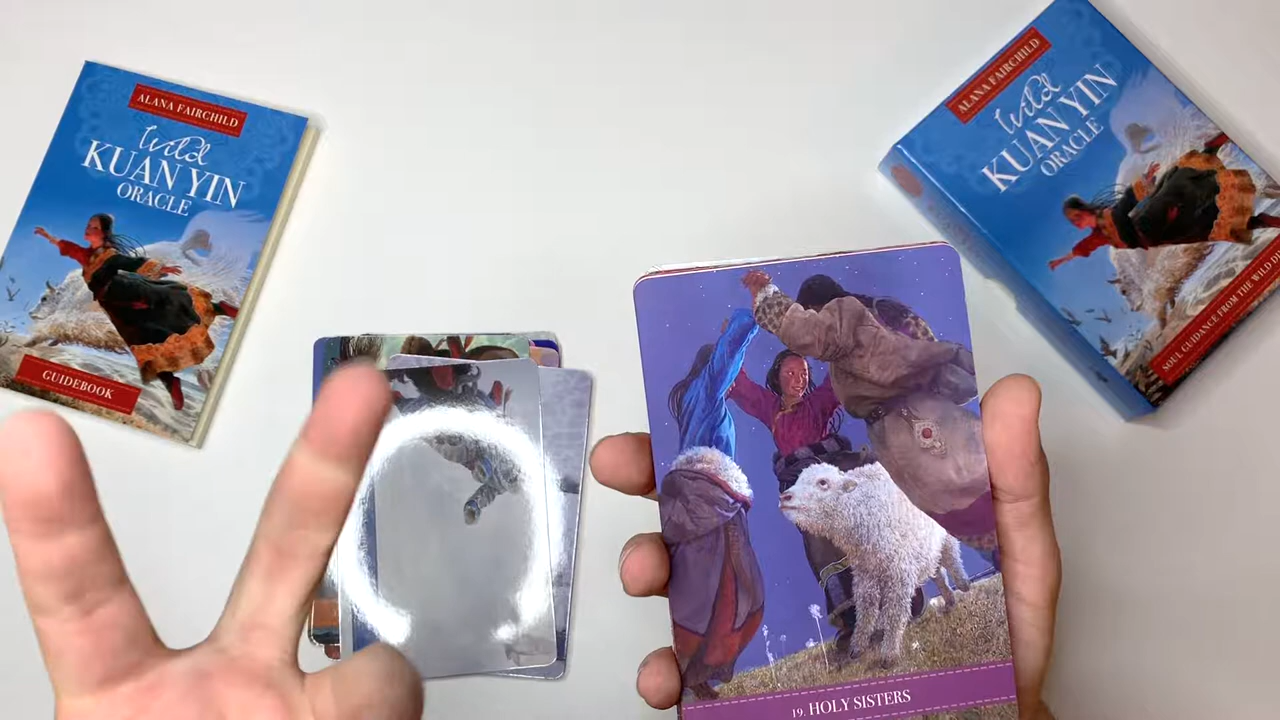 ALANA FAIRCHILD
Wild
KUAN YIN
ORACLE
GUIDEBOOK
ALANA FAIRCHILD
Wild
KUAN YIN
ORACLE
SOUL GUIDANCE FROM THE WILD
19. HOLY SISTERS